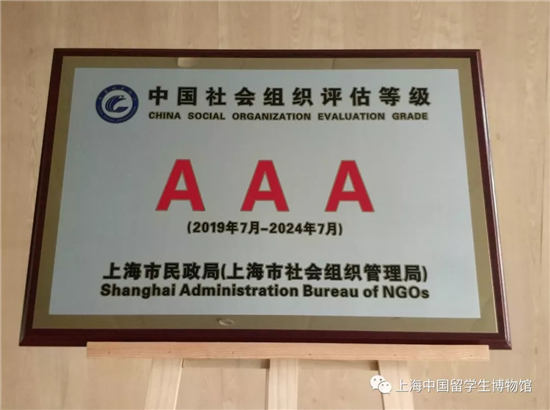 中国社会组织评估等级
CHINA SOCIAL ORGANIZATION EVALUATION GRADE
A A A
(2019年7月-2024年7月)
上海市民政局(上海市社会组织管理局)
Shanghai Administration Bureau of NGOs
上海中国留学生博物馆